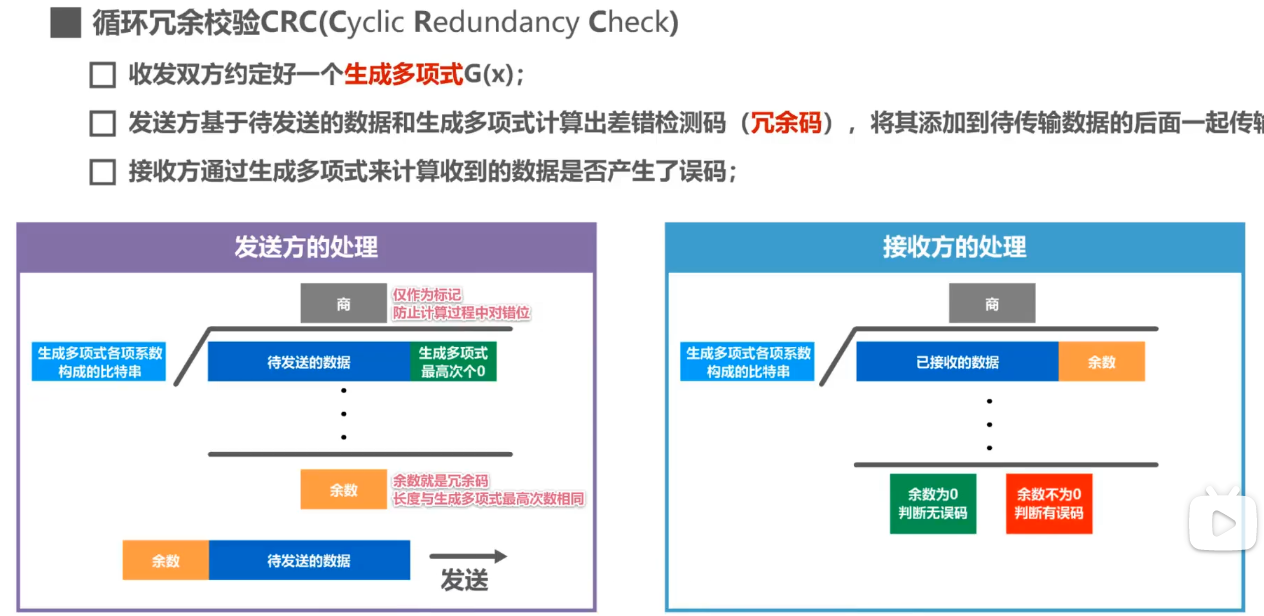 循环冗余校验CRC(Cyclic Redundancy Check)
收发双方约定好一个生成多项式G(x);
发送方基于待发送的数据和生成多项式计算出差错检测码（冗余码），将其添加到待传输数据的后面一起传
接收方通过生成多项式来计算收到的数据是否产生了误码;
发送方的处理
商
仅作为标记
防止计算过程中对错位
生成多项式各项系数
构成的比特串
待发送的数据
生成多项式
最高次个0
余数
余数就是冗余码
长度与生成多项式最高次数相同
余数
待发送的数据
发送
接收方的处理
商
生成多项式各项系数
构成的比特串
已接收的数据
余数
余数为0
判断无误码
余数不为0
判断有误码